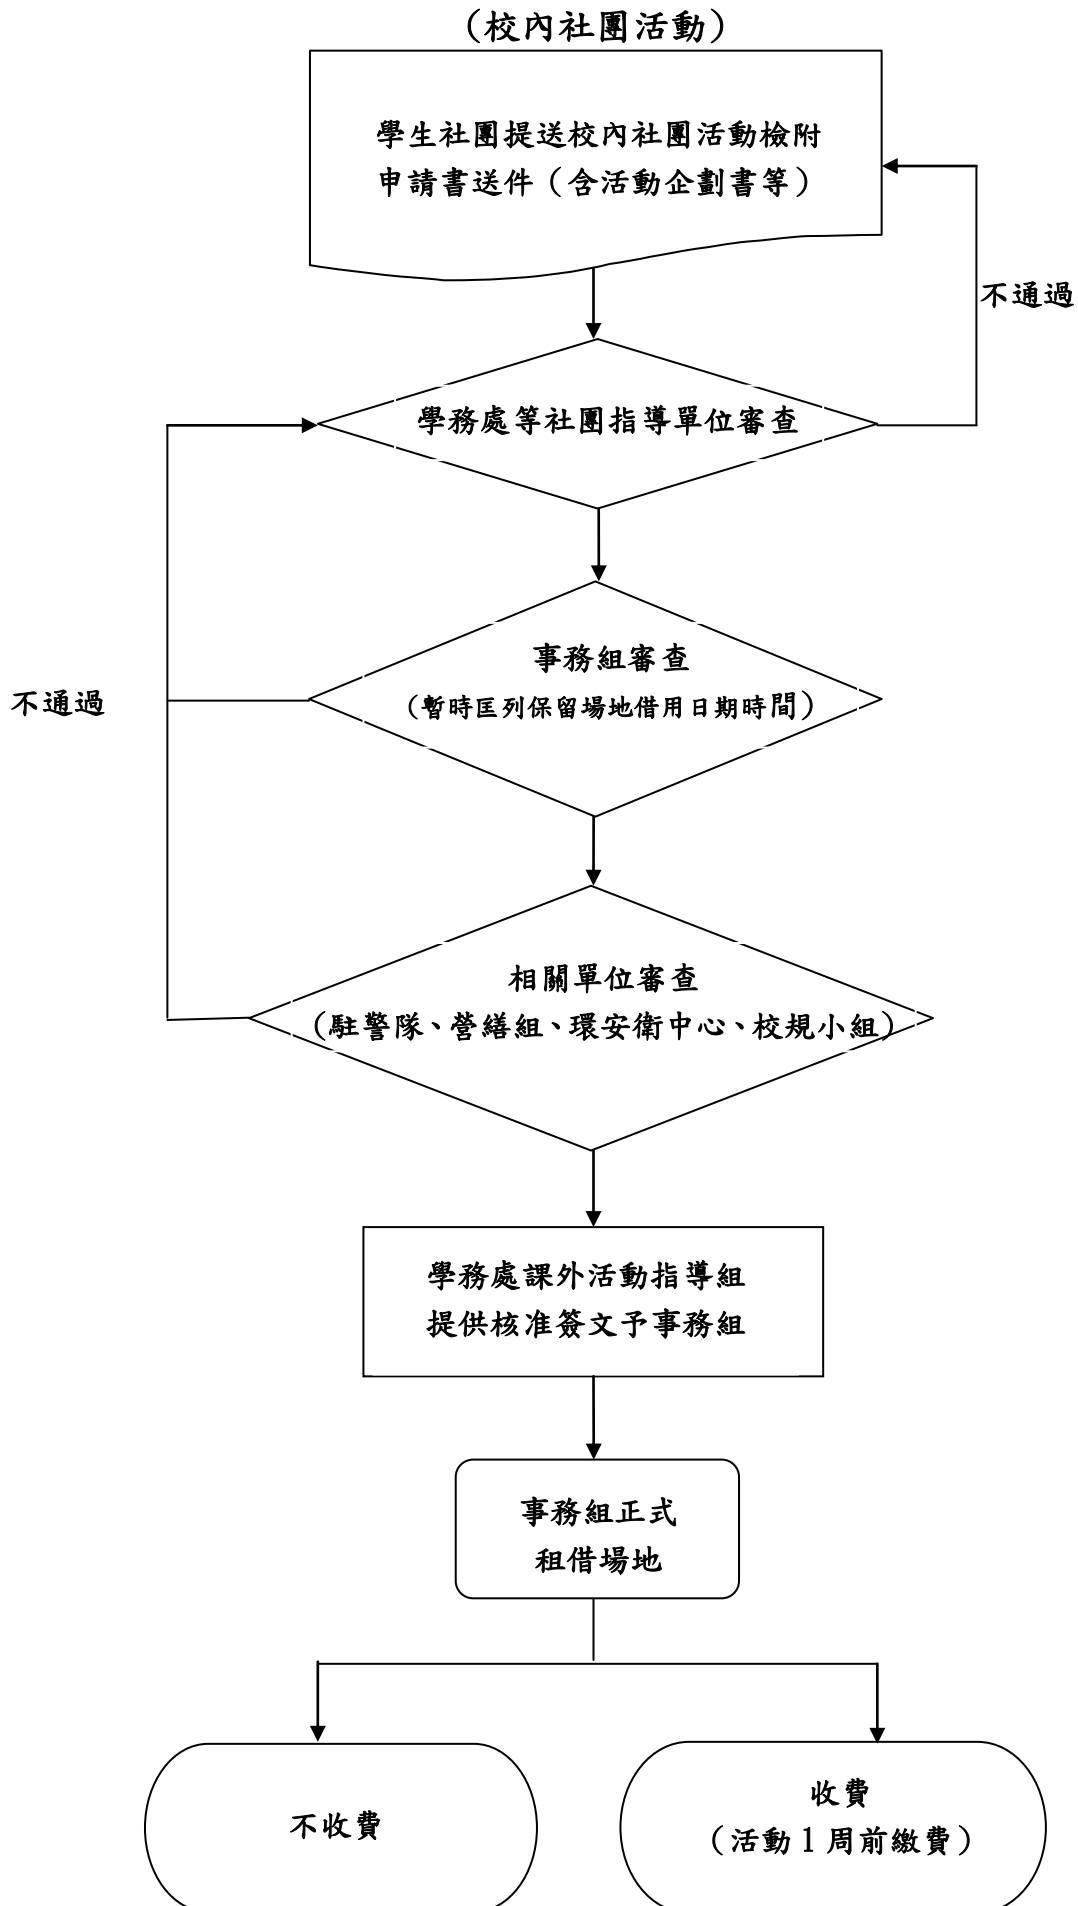 （校內社團活動）
學生社團提送校內社團活動檢附
申請書送件（含活動企劃書等）
不通過
學務處等社團指導單位審查
事務組審查
（暫時匡列保留場地借用日期時間）
不通過
相關單位審查
（駐警隊、營繕組、環安衛中心、校規小組）
學務處課外活動指導組
提供核准簽文予事務組
事務組正式
租借場地
不收費
收費
（活動1周前繳費）